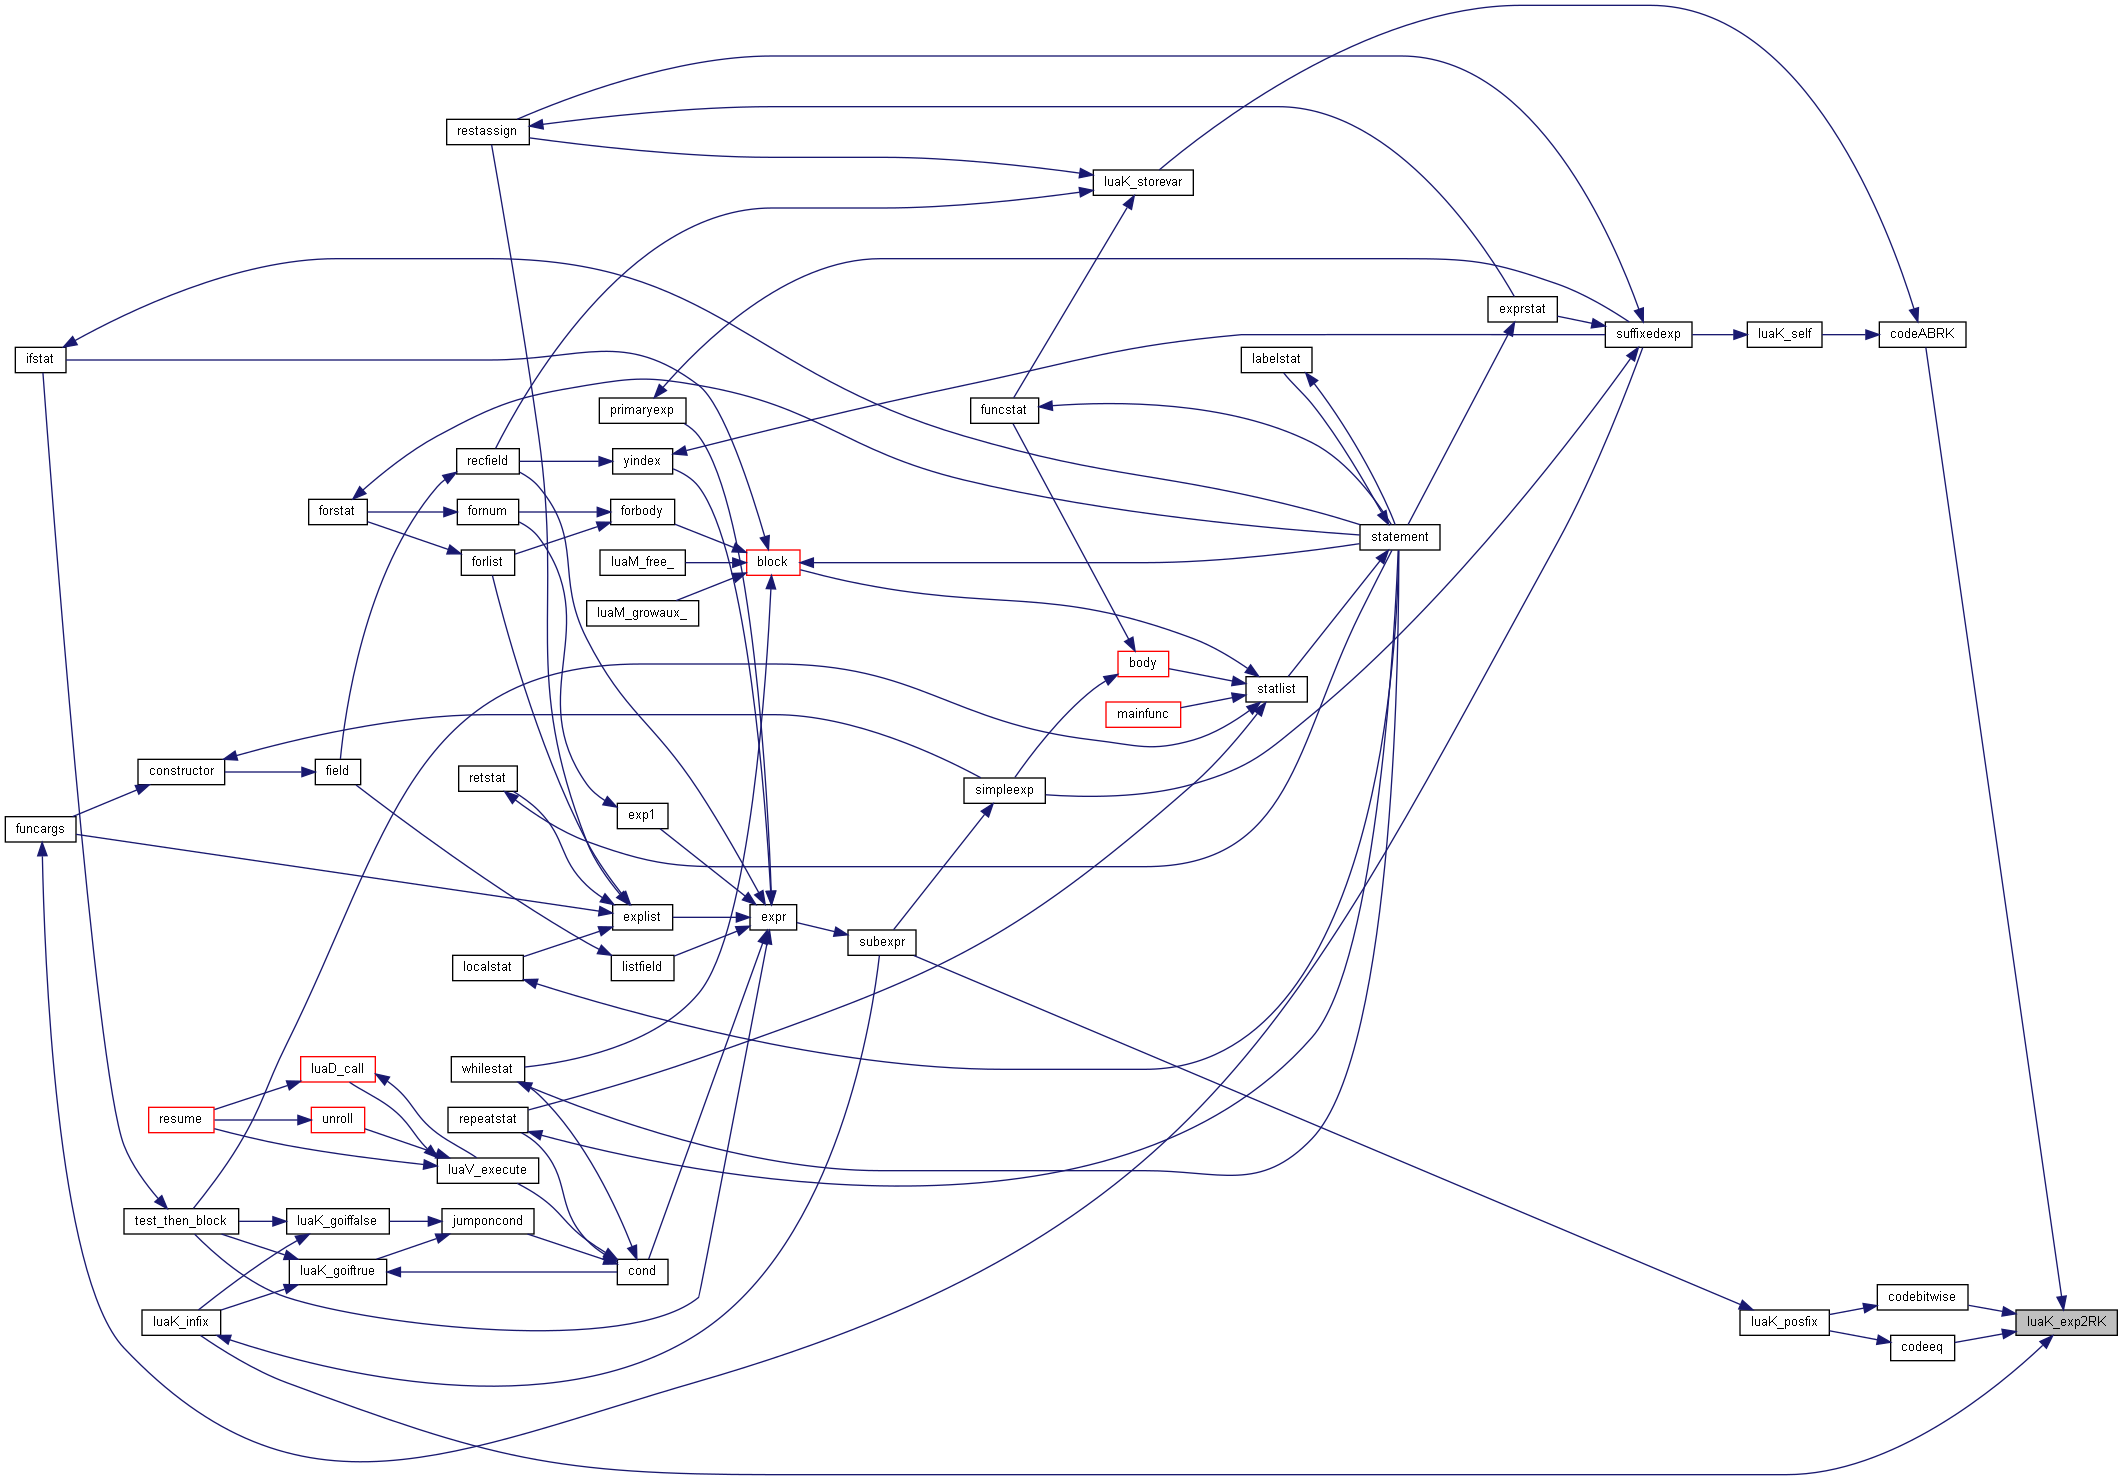 restassign
luaK_storevar
exprstat
suffixedexp
luaK_self
codeABRK
ifstat
labelstat
primaryexp
funcstat
recfield
yindex
forstat
fornum
forbody
statement
forlist
luaM_free_
block
luaM_growaux_
body
statlist
mainfunc
constructor
field
retstat
simpleexp
exp1
funcargs
explist
expr
subexpr
localstat
listfield
luaD_call
whilestat
resume
unroll
repeatstat
luaV_execute
test_then_block
luaK_goiffalse
jumponcond
luaK_goiftrue
cond
luaK_infix
codebitwise
luaK_posfix
luaK_exp2RK
codeeq